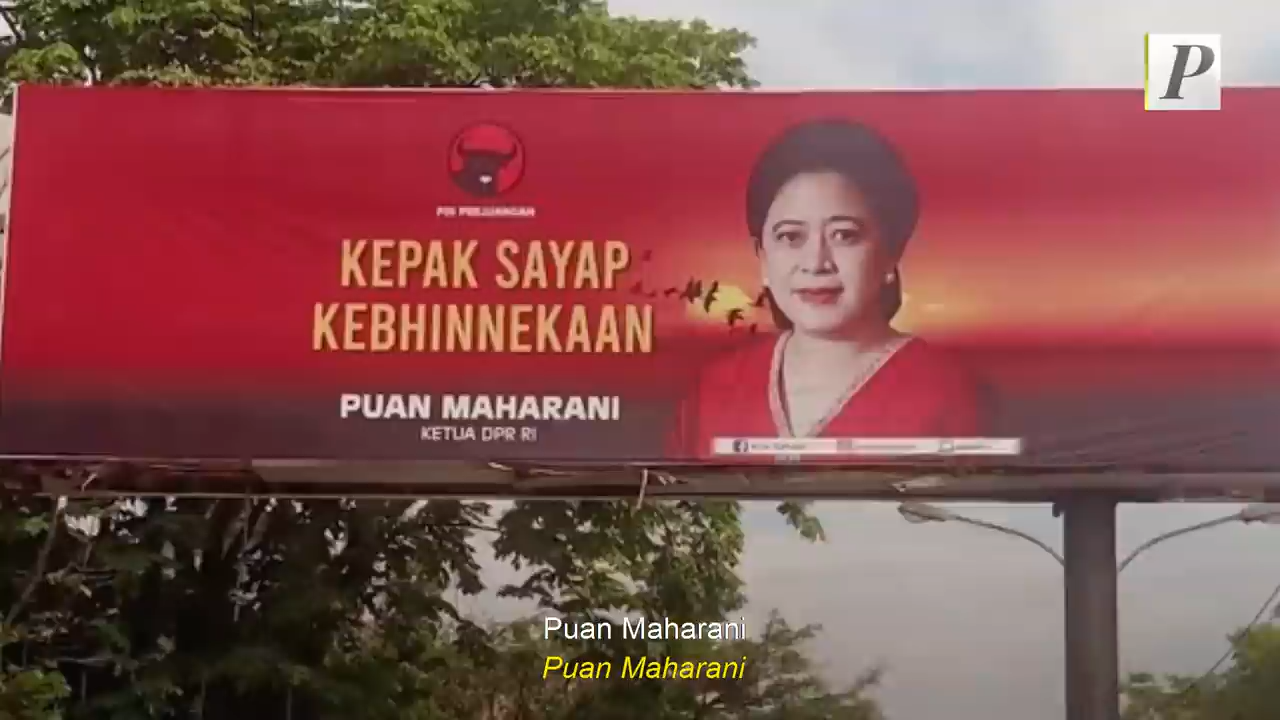 P
PDI PERJUANGAN
KEPAK SAYAP
KEBHINNEKAAN
PUAN MAHARANI
KETUA DPR RI
Puan Maharani
Puan Maharani